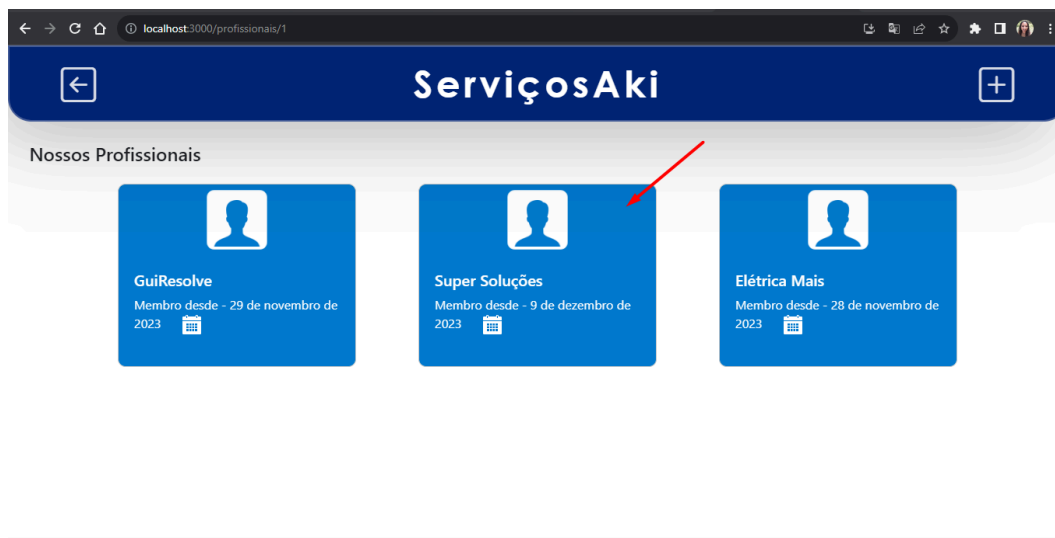 localhost:3000/profissionais/1
ServiçosAki
Nossos Profissionais
GuiResolve
Membro desde - 29 de novembro de
2023
Super Soluções
Membro desde - 9 de dezembro de
2023
Elétrica Mais
Membro desde - 28 de novembro de
2023